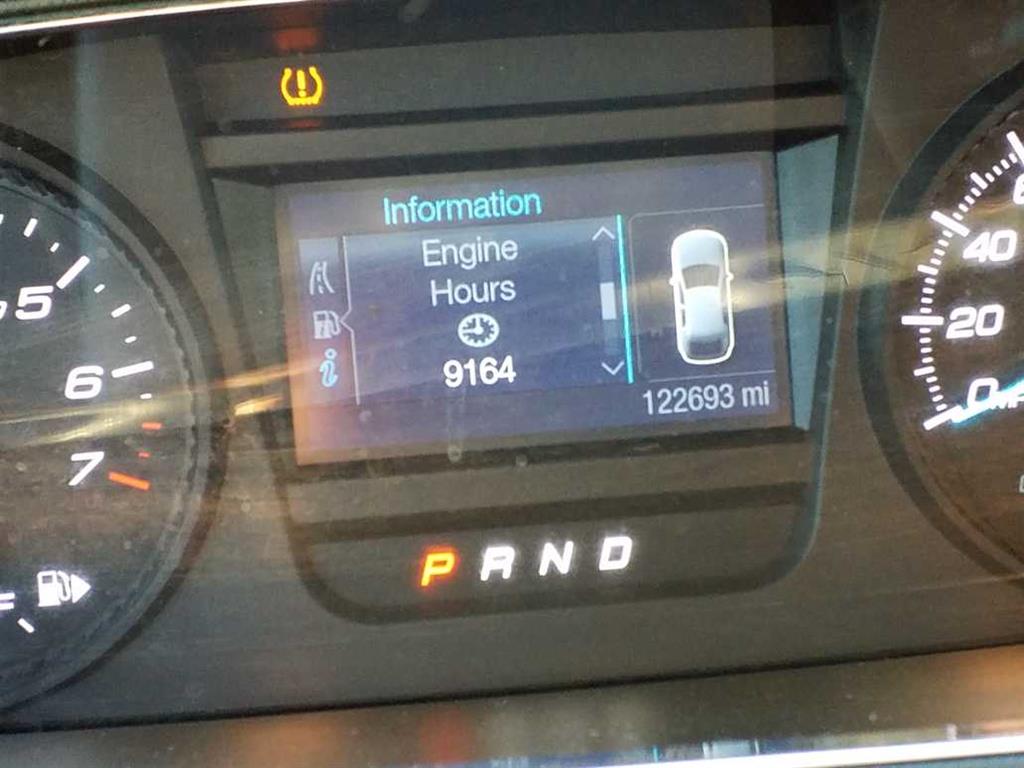 Information
Engine
Hours
9164
122693 mi
5
6
7
40
20
0
P R N D